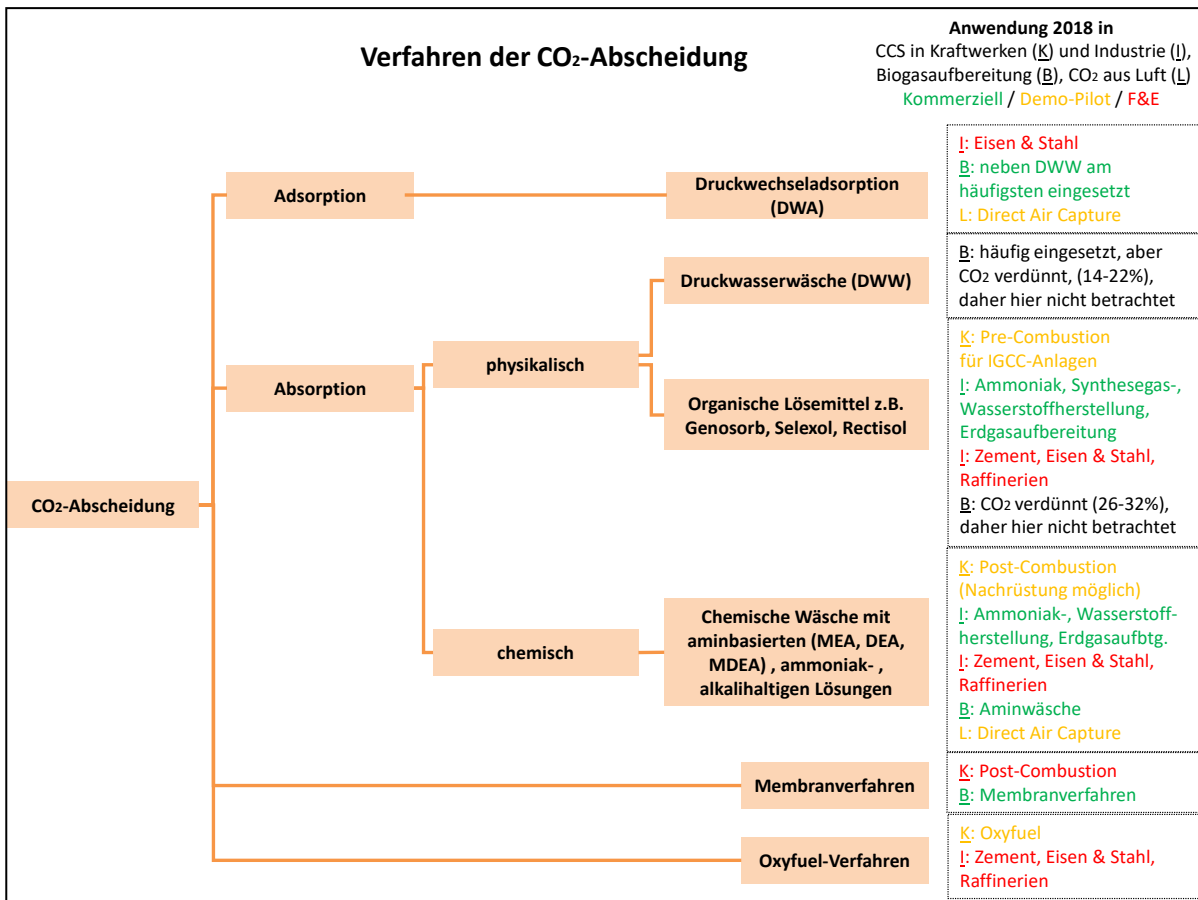 Verfahren der CO₂-Abscheidung
Anwendung 2018 in
CCS in Kraftwerken (K) und Industrie (I),
Biogasaufbereitung (B), CO₂ aus Luft (L)
Kommerziell / Demo-Pilot / F&E
CO₂-Abscheidung
Adsorption
Druckwechseladsorption
(DWA)
I: Eisen & Stahl
B: neben DWW am
häufigsten eingesetzt
L: Direct Air Capture
Absorption
physikalisch
Druckwasserwäsche (DWW)
B: häufig eingesetzt, aber
CO₂ verdünnt, (14-22%),
daher hier nicht betrachtet
Organische Lösemittel z.B.
Genosorb, Selexol, Rectisol
K: Pre-Combustion
für IGCC-Anlagen
I: Ammoniak, Synthesegas-,
Wasserstoffherstellung,
Erdgasaufbereitung
I: Zement, Eisen & Stahl,
Raffinerien
B: CO₂ verdünnt (26-32%),
daher hier nicht betrachtet
chemisch
Chemische Wäsche mit
aminbasierten (MEA, DEA,
MDEA) , ammoniak- ,
alkalihaltigen Lösungen
K: Post-Combustion
(Nachrüstung möglich)
I: Ammoniak-, Wasserstoff-
herstellung, Erdgasaufbtg.
I: Zement, Eisen & Stahl,
Raffinerien
B: Aminwäsche
L: Direct Air Capture
Membranverfahren
K: Post-Combustion
B: Membranverfahren
Oxyfuel-Verfahren
K: Oxyfuel
I: Zement, Eisen & Stahl,
Raffinerien